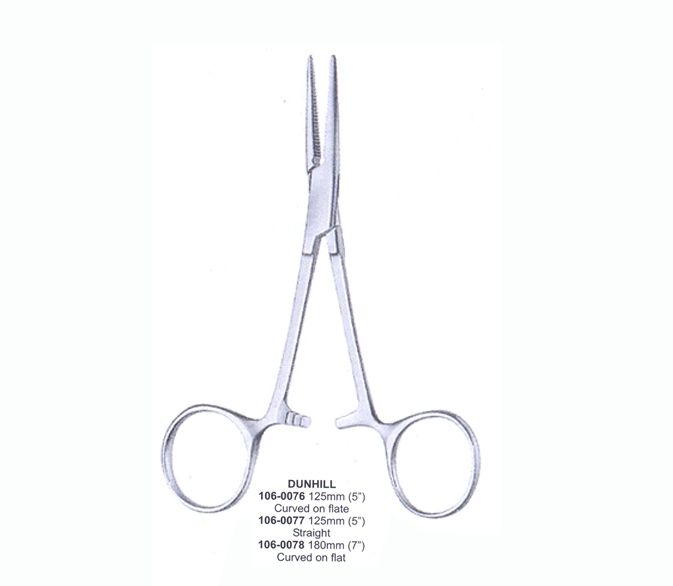 DUNHILL
106-0076 125mm (5")
Curved on flate
106-0077 125mm (5")
Straight
106-0078 180mm (7")
Curved on flat